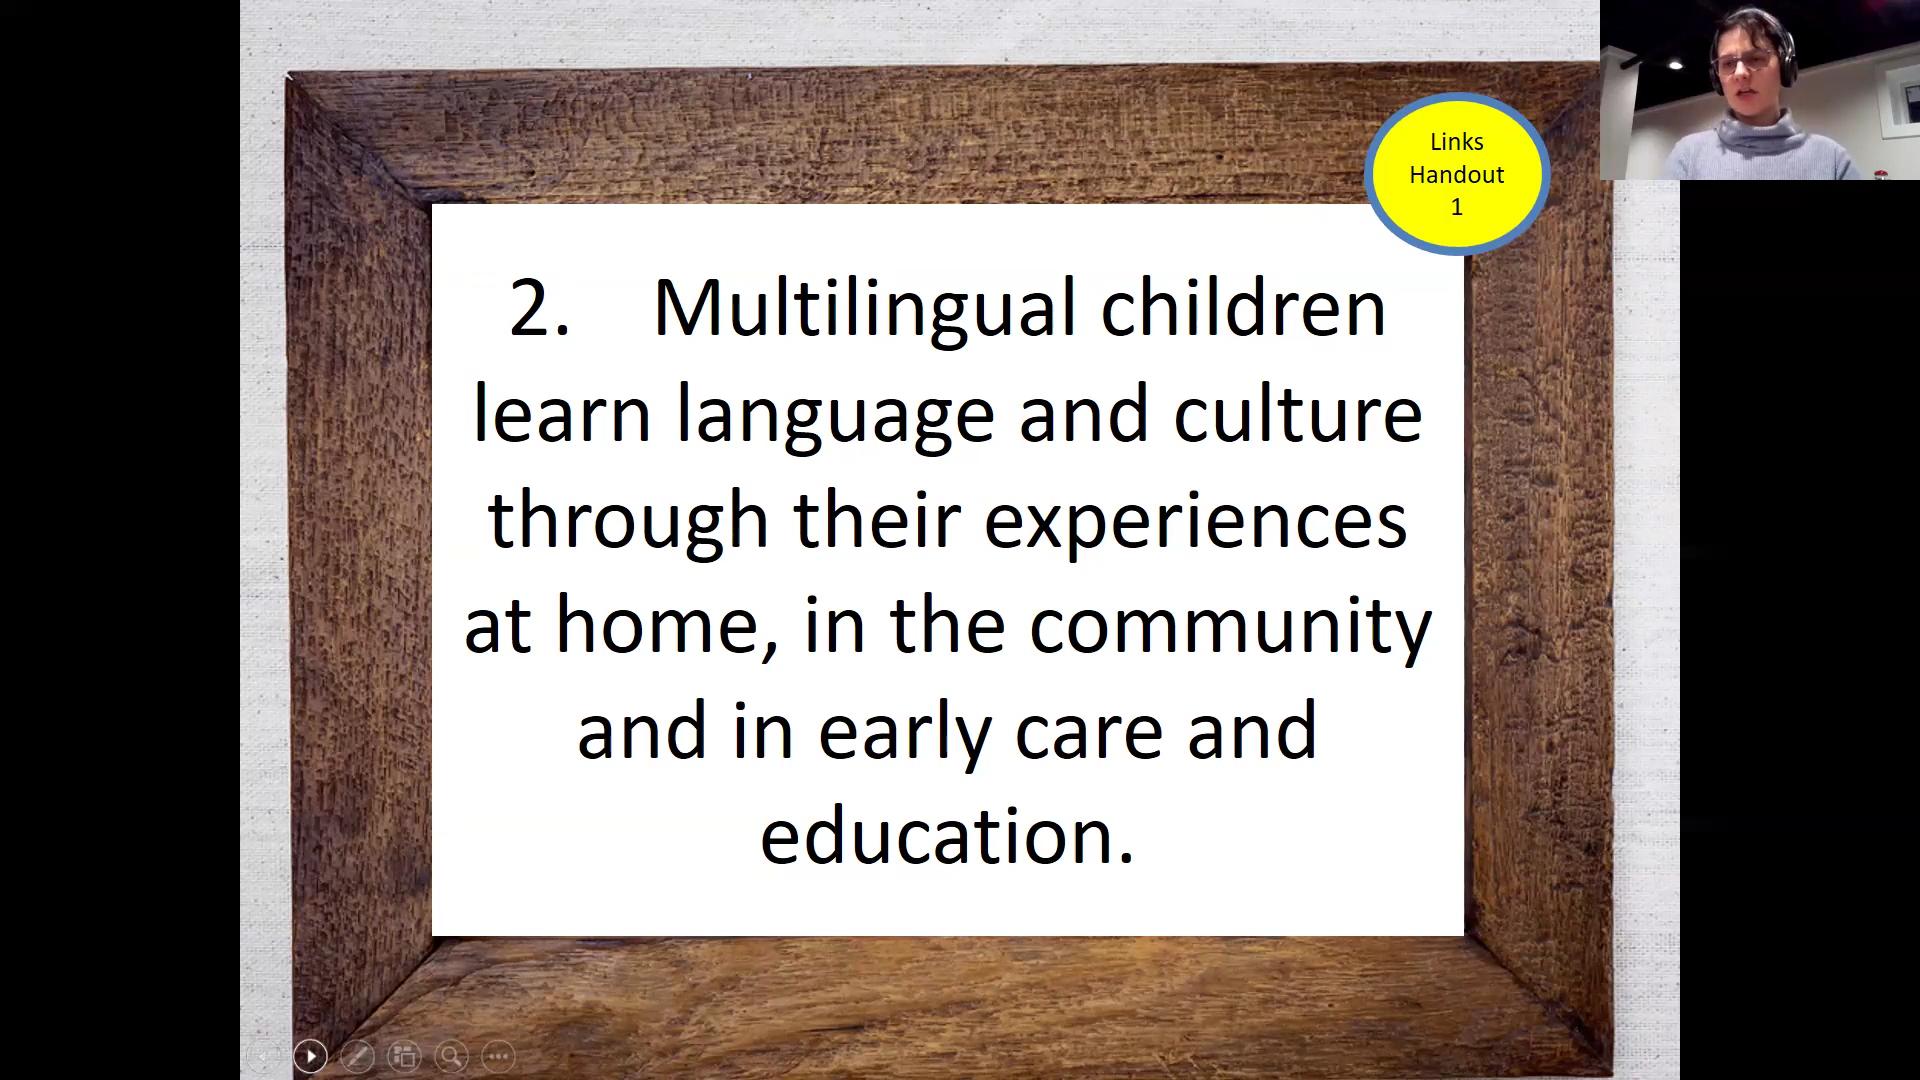 Links
Handout
1
2. Multilingual children
learn language and culture
through their experiences
at home, in the community
and in early care and
education.